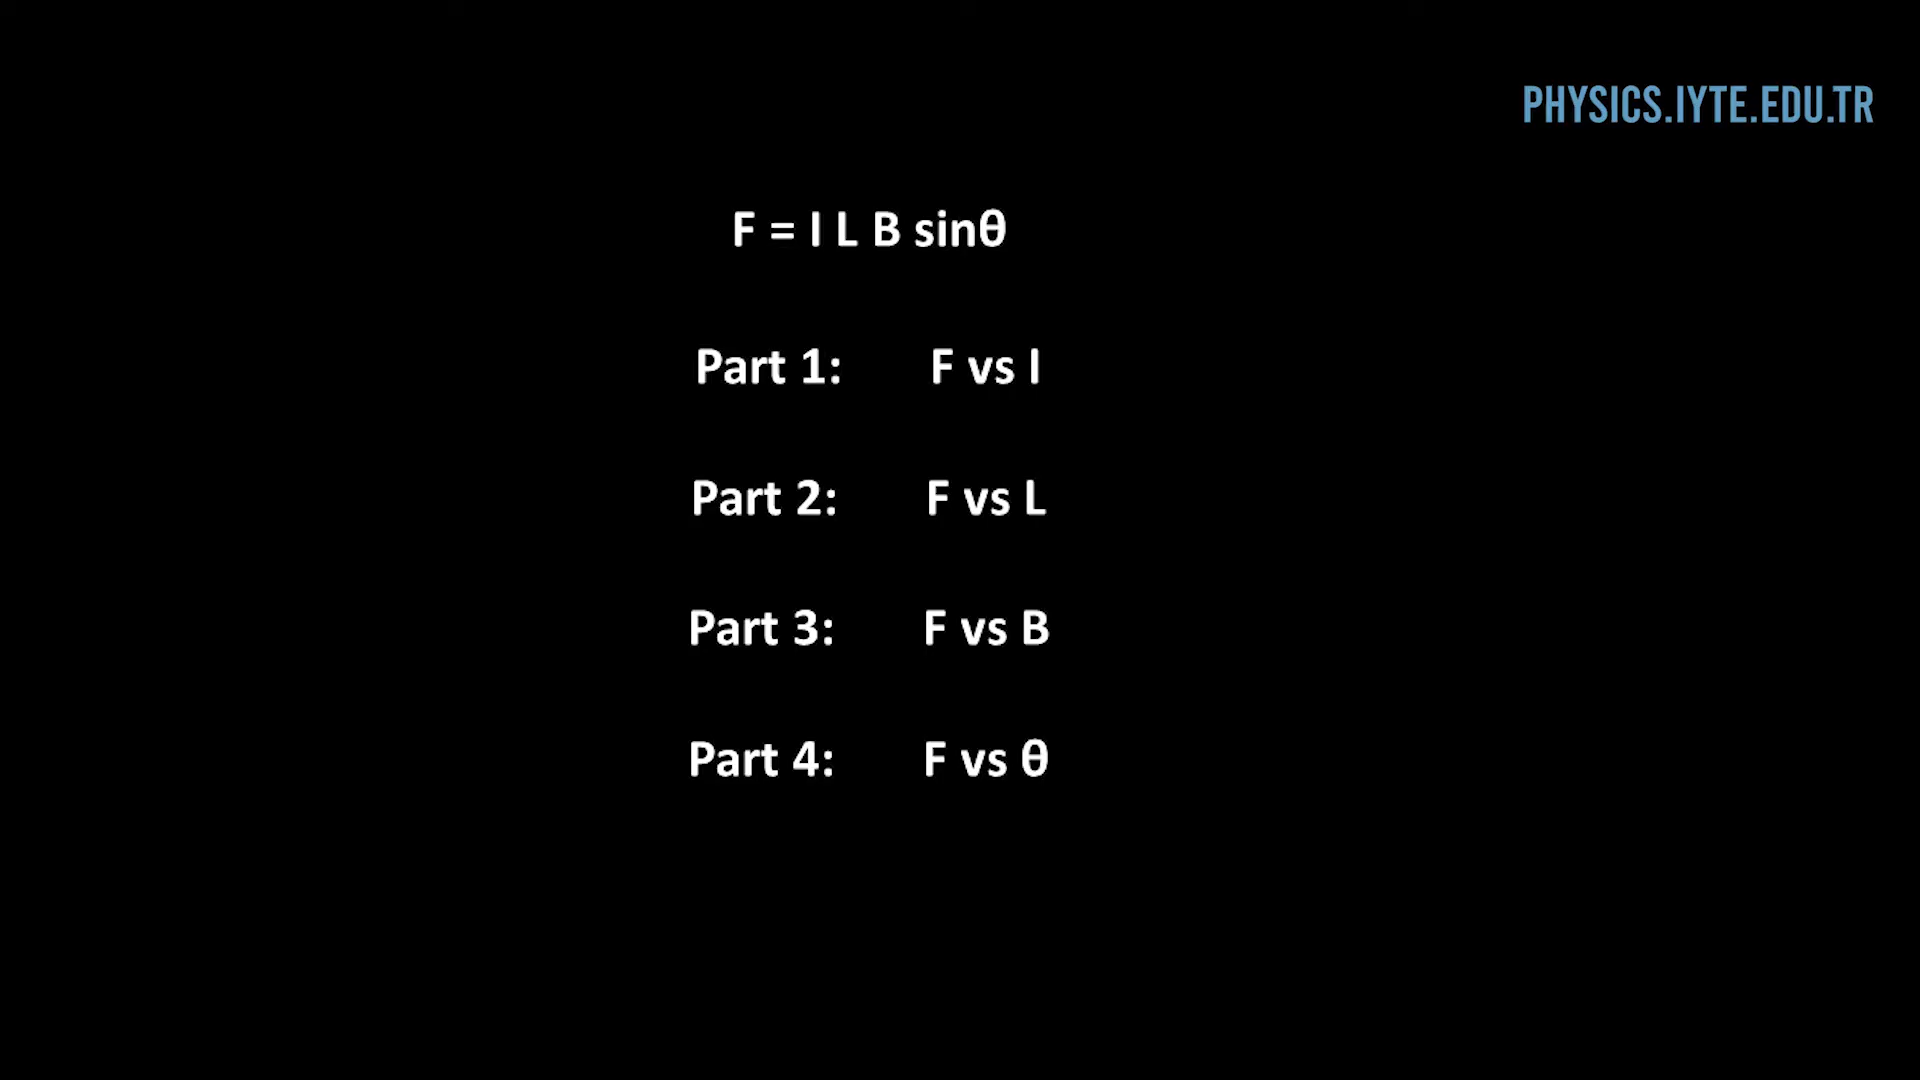 PHYSICS.IYTE.EDU.TR
F = I L B sinθ
Part 1: F vs I
Part 2: F vs L
Part 3: F vs B
Part 4: F vs θ